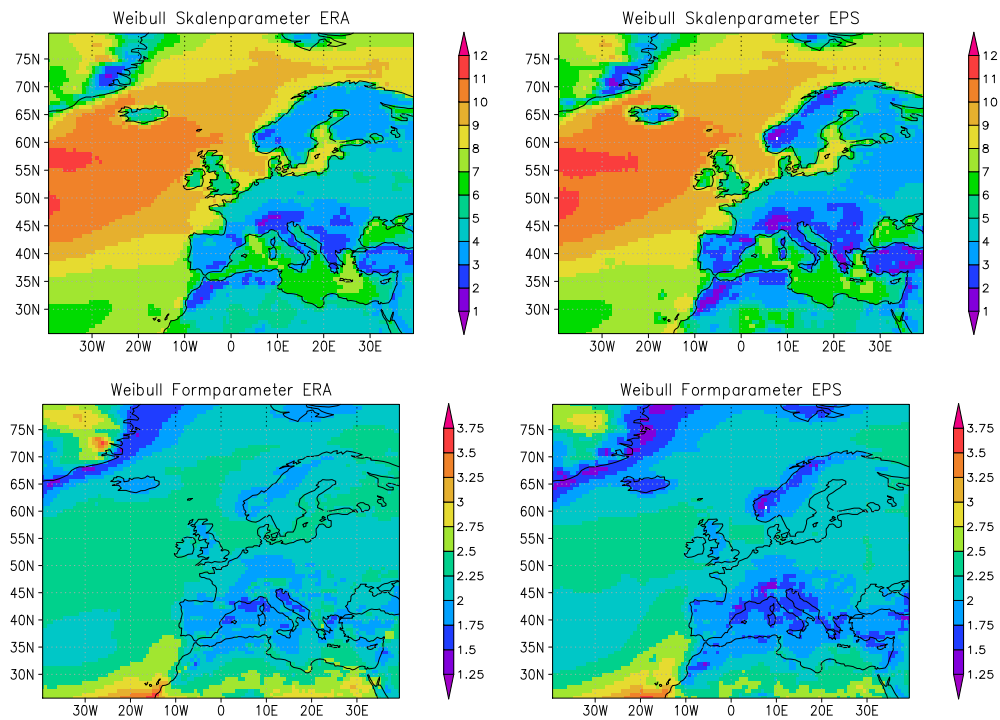 Weibull Skalenparameter ERA
75N
70N
65N
60N
55N
50N
45N
40N
35N
30N
30W 20W 10W 0 10E 20E 30E
12
11
10
9
8
7
6
5
4
3
2
1
Weibull Skalenparameter EPS
75N
70N
65N
60N
55N
50N
45N
40N
35N
30N
30W 20W 10W 0 10E 20E 30E
12
11
10
9
8
7
6
5
4
3
2
1
Weibull Formparameter ERA
75N
70N
65N
60N
55N
50N
45N
40N
35N
30N
30W 20W 10W 0 10E 20E 30E
3.75
3.5
3.25
3
2.75
2.5
2.25
2
1.75
1.5
1.25
Weibull Formparameter EPS
75N
70N
65N
60N
55N
50N
45N
40N
35N
30N
30W 20W 10W 0 10E 20E 30E
3.75
3.5
3.25
3
2.75
2.5
2.25
2
1.75
1.5
1.25